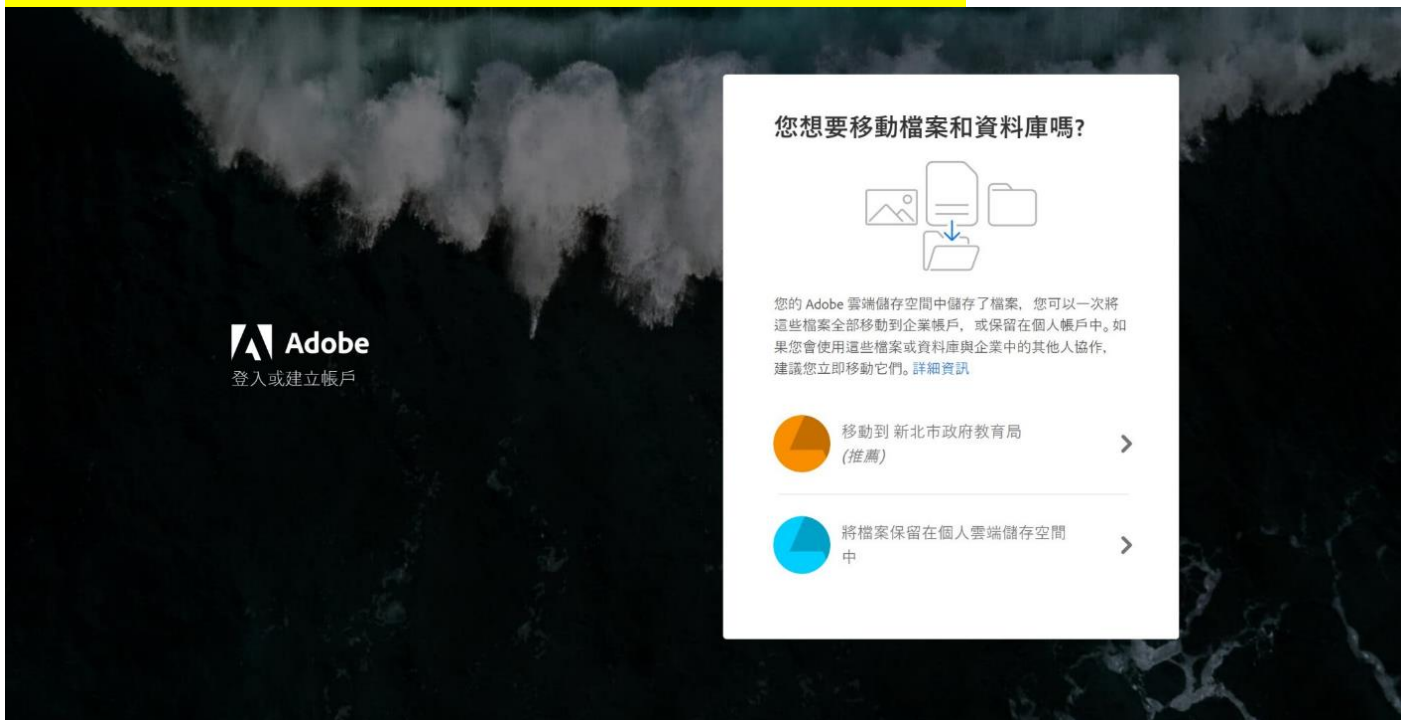 Adobe
登入或建立帳戶
您想要移動檔案和資料庫嗎?
您的 Adobe 雲端儲存空間中儲存了檔案，您可以一次將
這些檔案全部移動到企業帳戶，或保留在個人帳戶中。如
果您會使用這些檔案或資料庫與企業中的其他人協作，
建議您立即移動它們。詳細資訊
移動到 新北市政府教育局
(推薦)
將檔案保留在個人雲端儲存空間
中